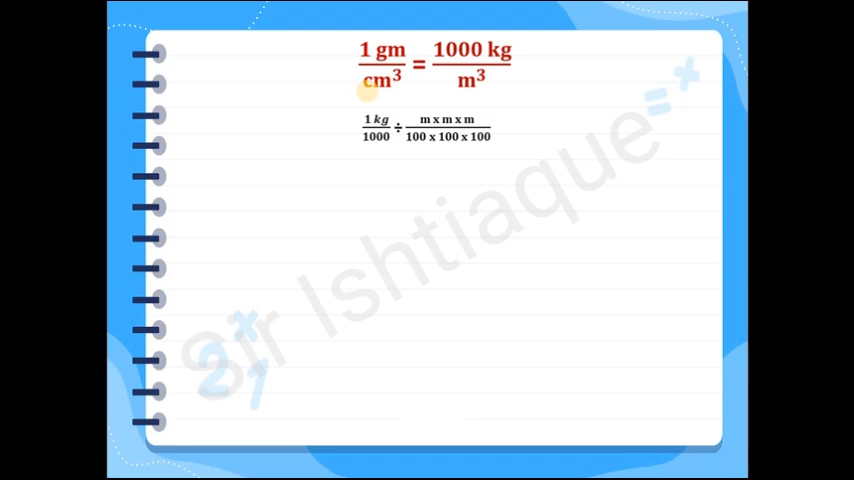 1 gm / cm³ = 1000 kg / m³
1 kg / 1000 ÷ m x m x m / 100 x 100 x 100
Sir Ishtiaque